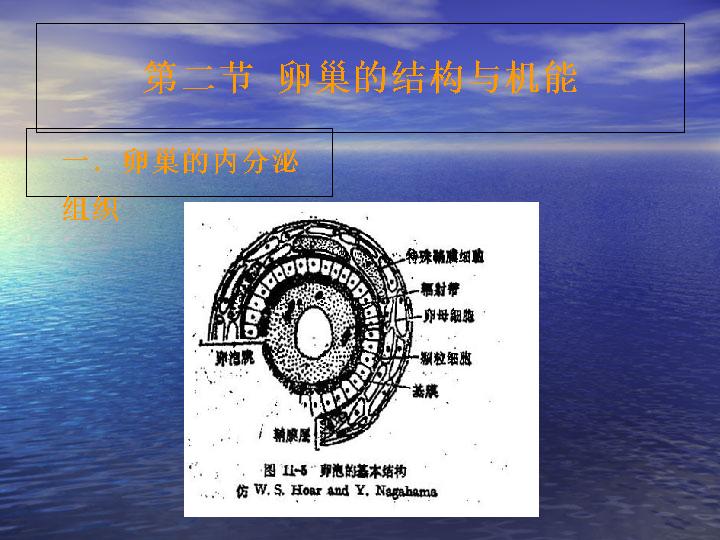 第二节 卵巢的结构与机能
一．卵巢的内分泌
组织
特殊鞘膜细胞
辐射带
卵母细胞
卵泡膜
颗粒细胞
基膜
鞘膜层
图 11-5 卵泡的基本结构
仿 W. S. Hoar and Y. Nagahama